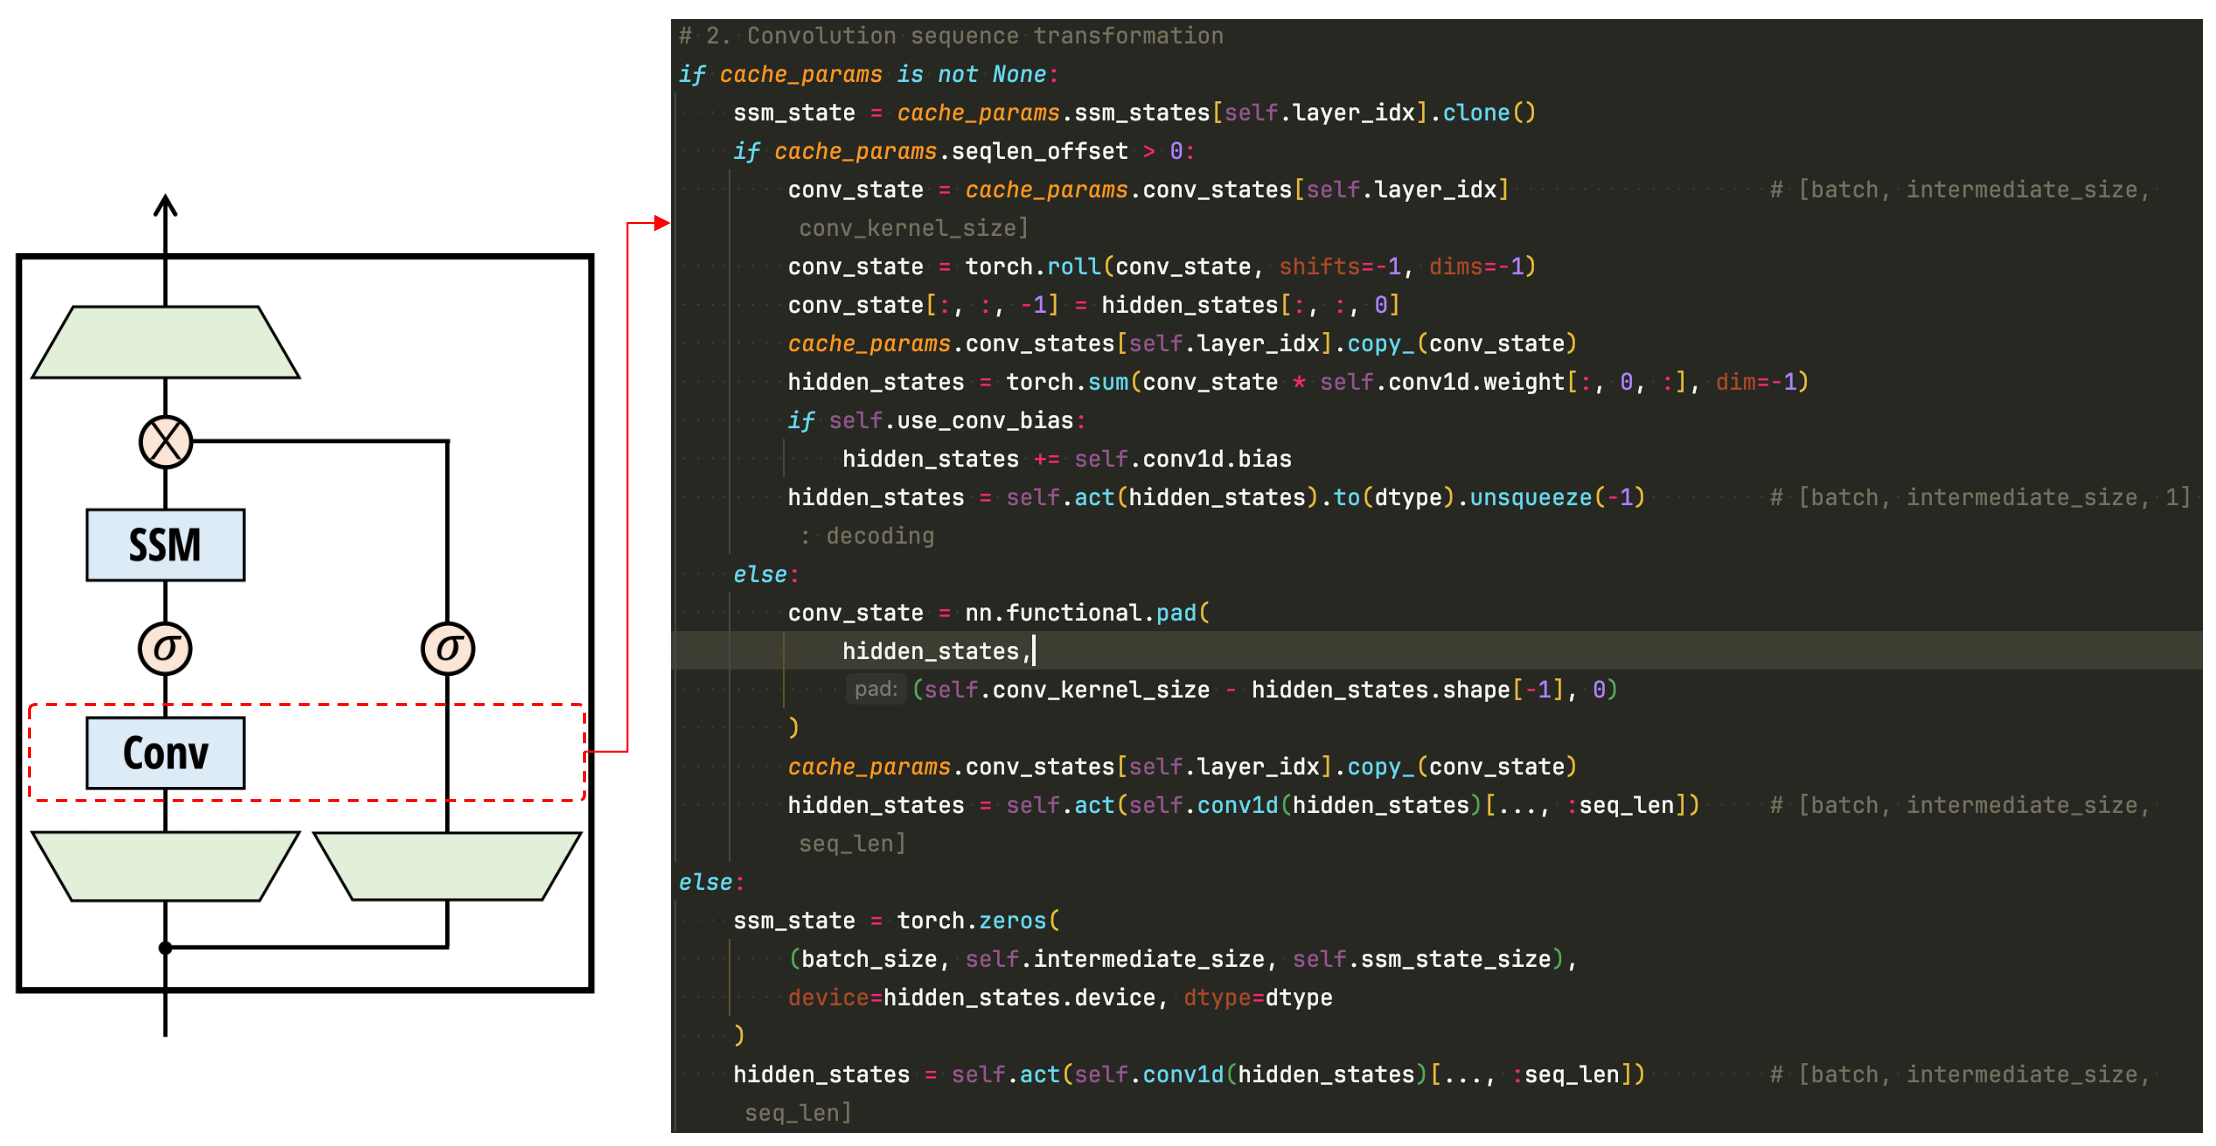 SSM
σ
σ
Conv
# 2. Convolution sequence transformation
if cache_params is not None:
ssm_state = cache_params.ssm_states[self.layer_idx].clone()
if cache_params.seqlen_offset > 0:
conv_state = cache_params.conv_states[self.layer_idx] # [batch, intermediate_size,
conv_kernel_size]
conv_state = torch.roll(conv_state, shifts=-1, dims=-1)
conv_state[:, :, -1] = hidden_states[:, :, 0]
cache_params.conv_states[self.layer_idx].copy_(conv_state)
hidden_states = torch.sum(conv_state * self.conv1d.weight[:, 0, :], dim=-1)
if self.use_conv_bias:
hidden_states += self.conv1d.bias
hidden_states = self.act(hidden_states).to(dtype).unsqueeze(-1) # [batch, intermediate_size, 1]
: decoding
else:
conv_state = nn.functional.pad(
hidden_states,
pad: (self.conv_kernel_size - hidden_states.shape[-1], 0)
)
cache_params.conv_states[self.layer_idx].copy_(conv_state)
hidden_states = self.act(self.conv1d(hidden_states)[..., :seq_len]) # [batch, intermediate_size,
seq_len]
else:
ssm_state = torch.zeros(
(batch_size, self.intermediate_size, self.ssm_state_size),
device=hidden_states.device, dtype=dtype
)
hidden_states = self.act(self.conv1d(hidden_states)[..., :seq_len]) # [batch, intermediate_size,
seq_len]